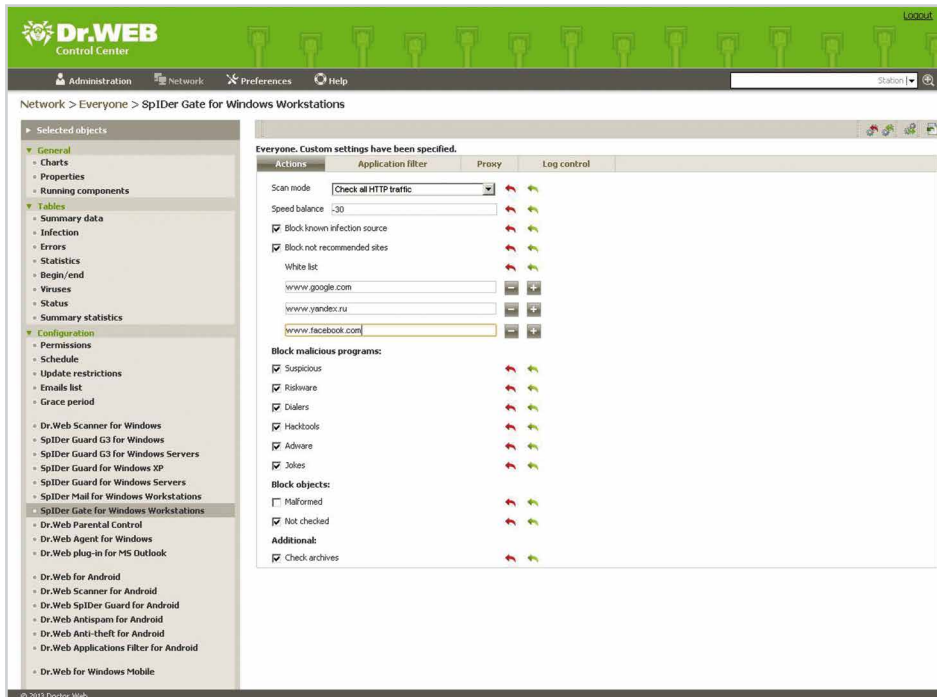 Logout
Dr.WEB
Control Center
Administration Network Preferences Help Station
Network > Everyone > SpIDer Gate for Windows Workstations
Selected objects
General
Charts
Properties
Running components
Tables
Summary data
Infection
Errors
Statistics
Begin/end
Viruses
Status
Summary statistics
Configuration
Permissions
Schedule
Update restrictions
Emails list
Grace period
Dr.Web Scanner for Windows
SpIDer Guard G3 for Windows
SpIDer Guard G3 for Windows Servers
SpIDer Guard for Windows XP
SpIDer Guard for Windows Servers
SpIDer Mail for Windows Workstations
SpIDer Gate for Windows Workstations
Dr.Web Parental Control
Dr.Web Agent for Windows
Dr.Web plug-in for MS Outlook
Dr.Web for Android
Dr.Web Scanner for Android
Dr.Web SpIDer Guard for Android
Dr.Web Antispam for Android
Dr.Web Anti-theft for Android
Dr.Web Applications Filter for Android
Dr.Web for Windows Mobile
Everyone. Custom settings have been specified.
Actions Application filter Proxy Log control
Scan mode Check all HTTP traffic
Speed balance -30
Block known infection source
Block not recommended sites
White list
www.google.com
www.yandex.ru
www.facebook.com
Block malicious programs:
Suspicious
Riskware
Dialers
Hacktools
Adware
Jokes
Block objects:
Malformed
Not checked
Additional:
Check archives
© 2013 Doctor Web